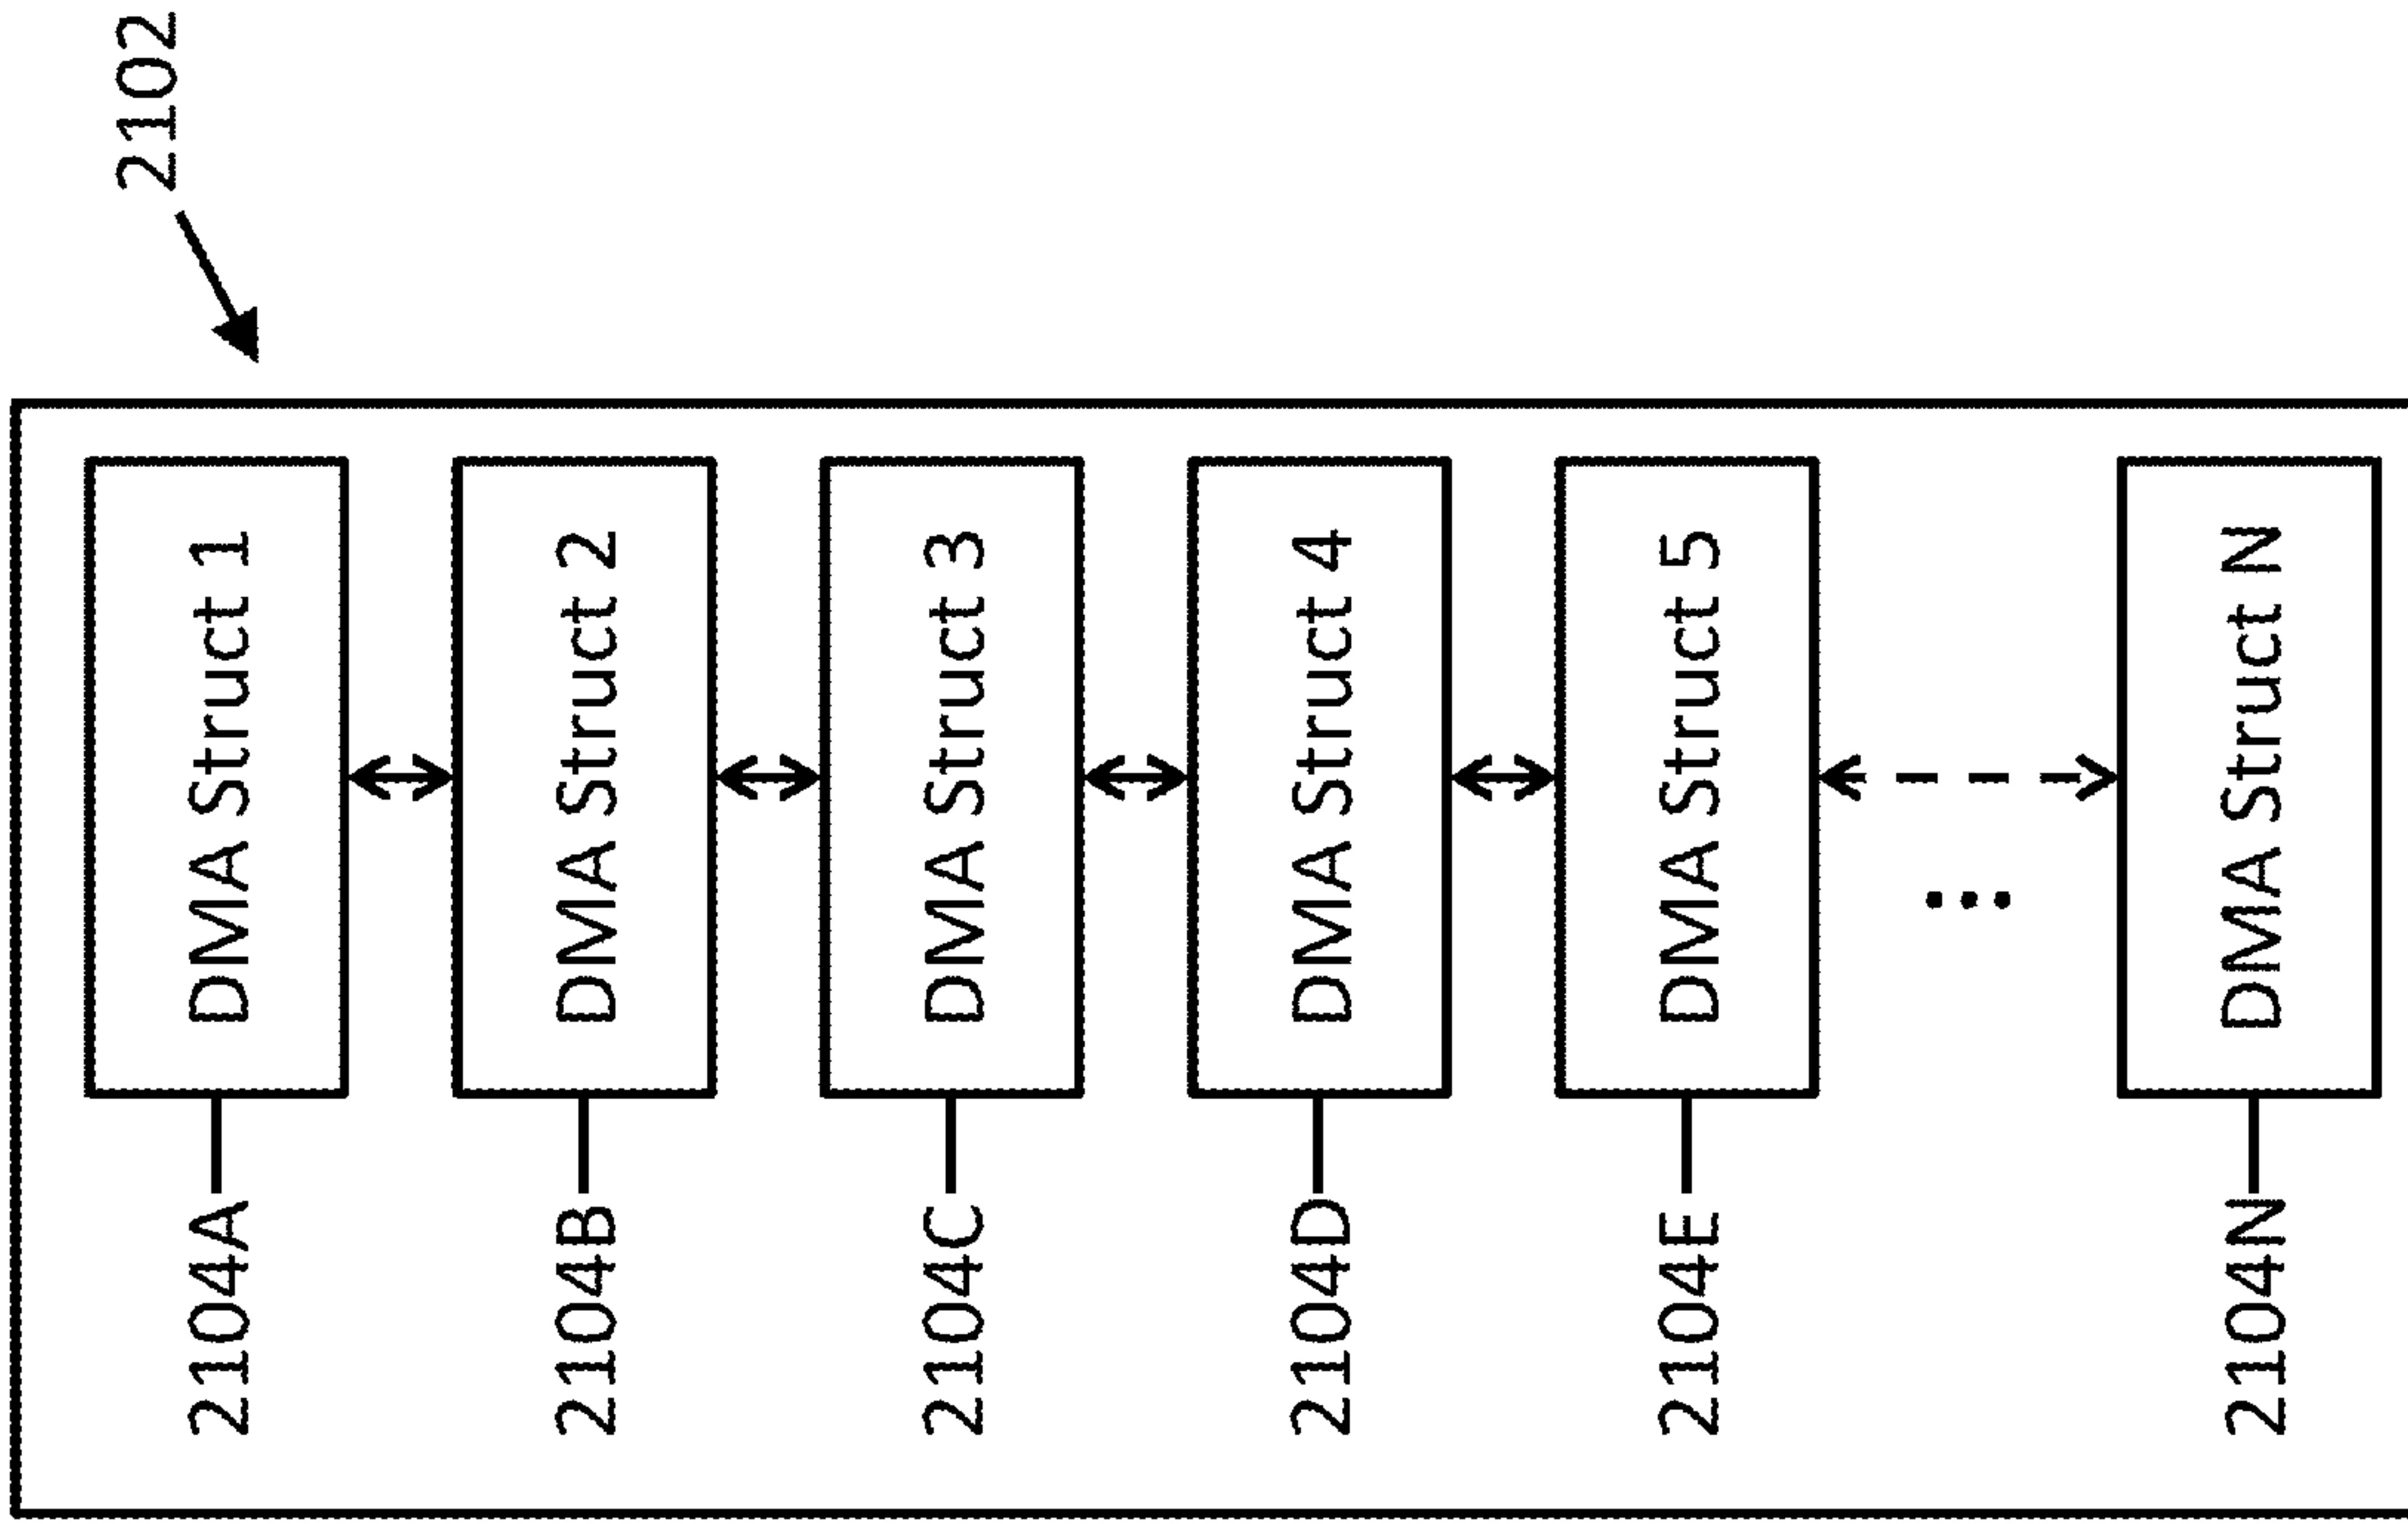 2102
2104A
DMA Struct 1
2104B
DMA Struct 2
2104C
DMA Struct 3
2104D
DMA Struct 4
2104E
DMA Struct 5
...
2104N
DMA Struct N